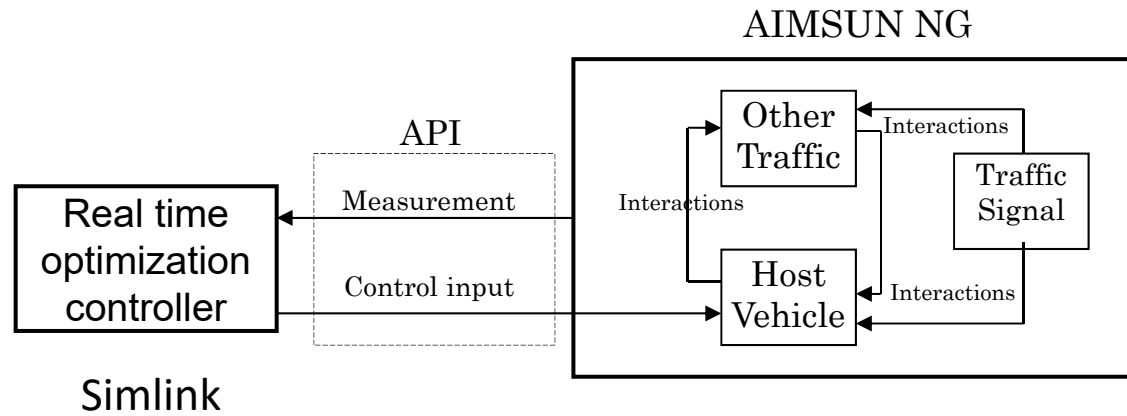 AIMSUN NG
API
Real time
optimization
controller
Simlink
Measurement
Control input
Other
Traffic
Interactions
Interactions
Traffic
Signal
Host
Vehicle
Interactions